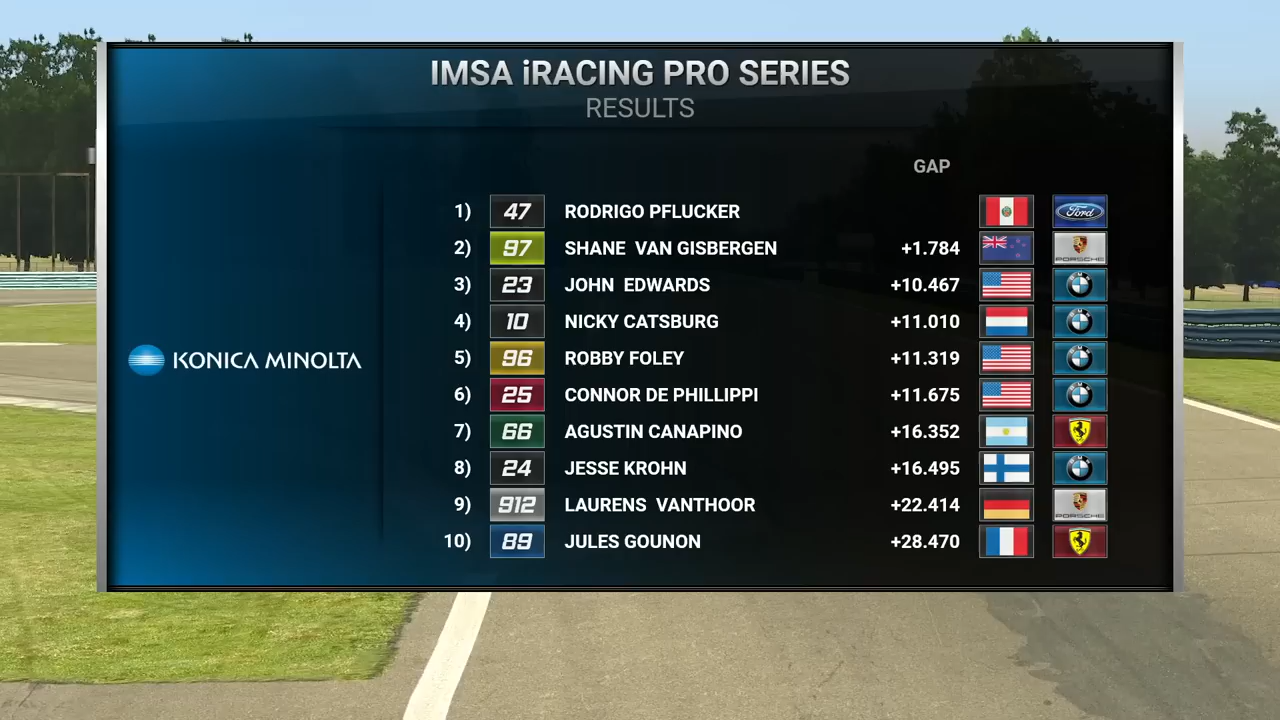 IMSA iRACING PRO SERIES
RESULTS
GAP
1) 47 RODRIGO PFLUCKER Ford
2) 97 SHANE VAN GISBERGEN +1.784 PORSCHE
3) 23 JOHN EDWARDS +10.467
4) 10 NICKY CATSBURG +11.010
KONICA MINOLTA
5) 96 ROBBY FOLEY +11.319
6) 25 CONNOR DE PHILLIPPI +11.675
7) 66 AGUSTIN CANAPINO +16.352
8) 24 JESSE KROHN +16.495
9) 912 LAURENS VANTHOOR +22.414 PORSCHE
10) 89 JULES GOUNON +28.470